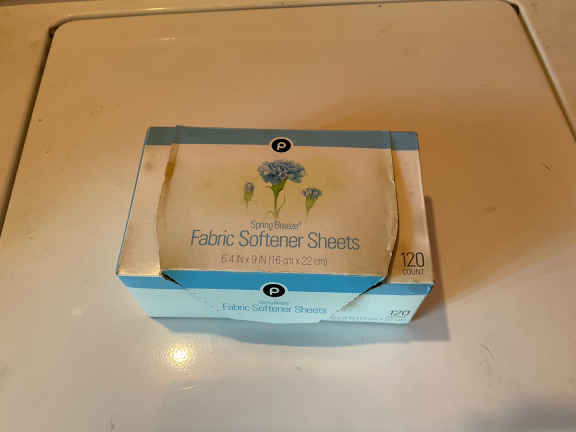 P
Spring Breeze®
Fabric Softener Sheets
6.4 IN x 9 IN (16 cm x 22 cm)
120
COUNT
P
Spring Breeze®
Fabric Softener Sheets
120